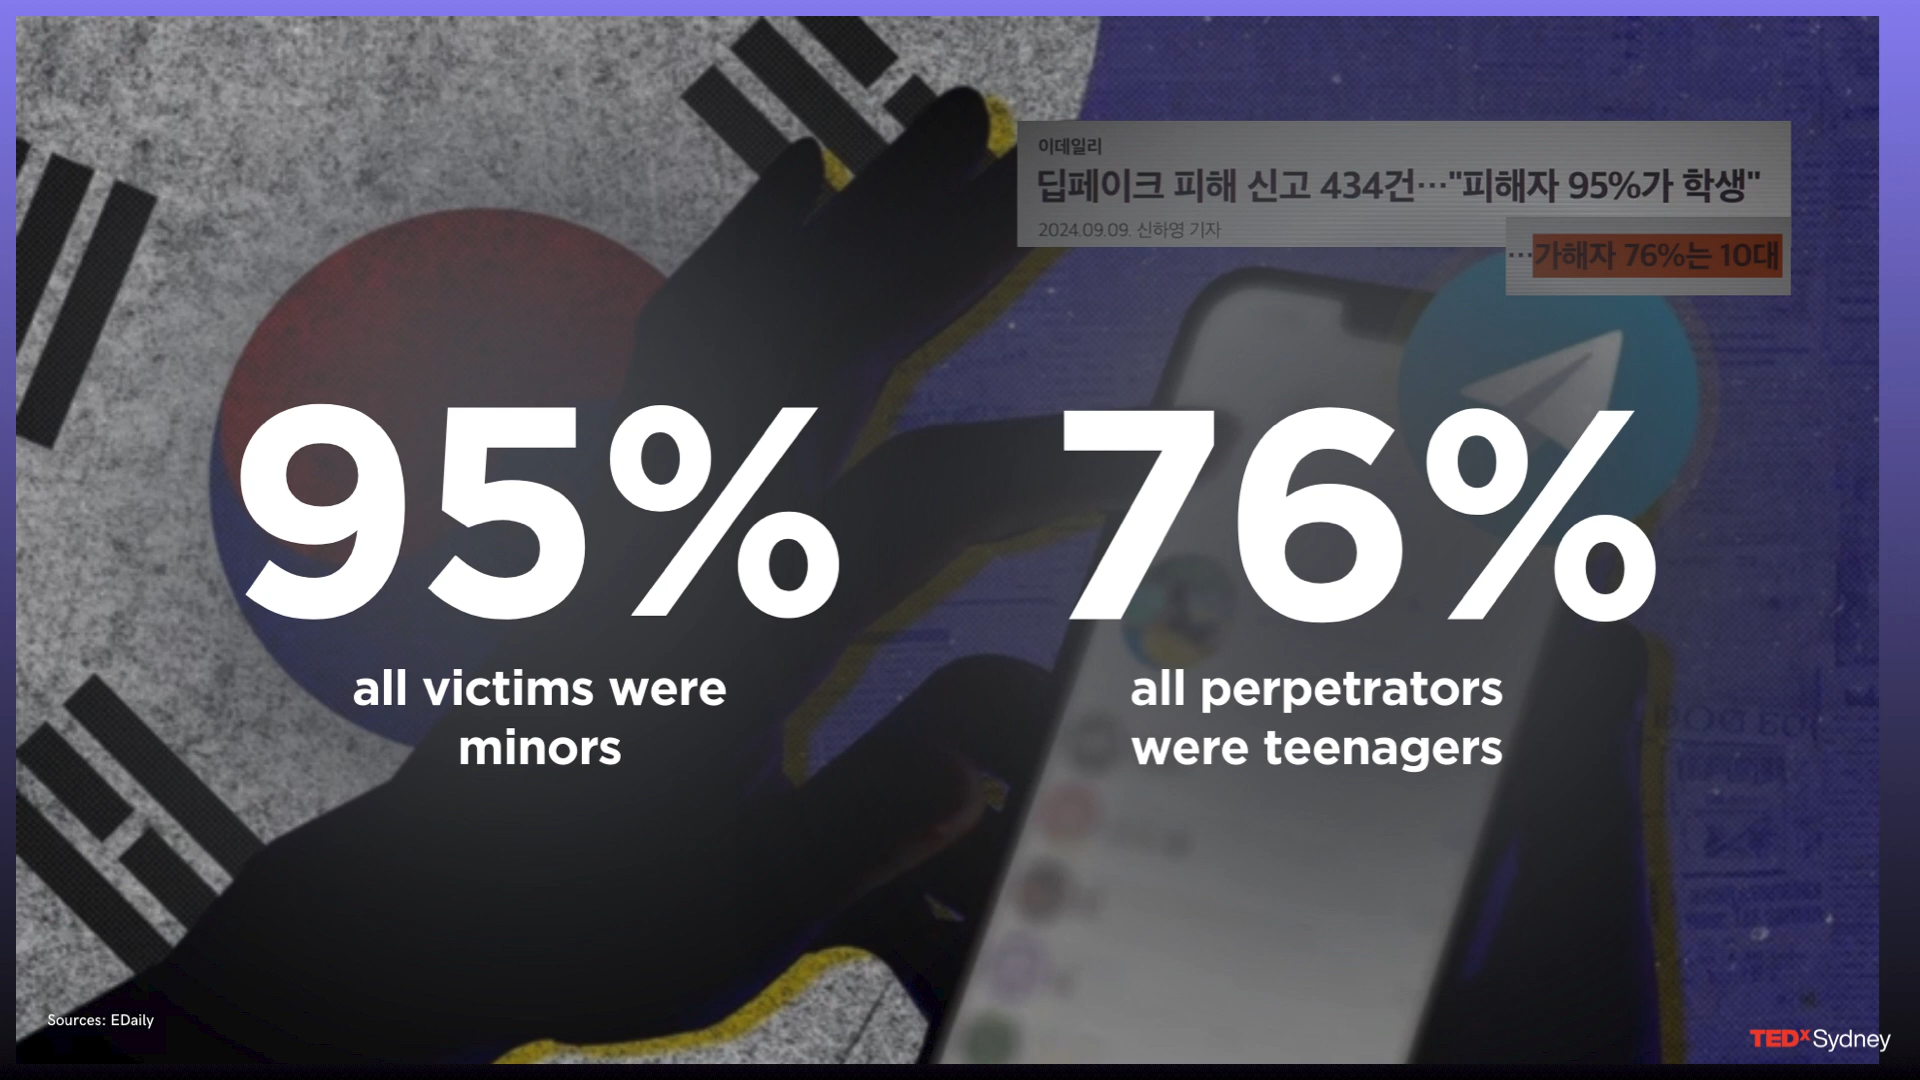 이데일리
딥페이크 피해 신고 434건…"피해자 95%가 학생"
2024.09.09. 신하영 기자
…가해자 76%는 10대
95%
all victims were
minors
76%
all perpetrators
were teenagers
Sources: EDaily
TEDxSydney